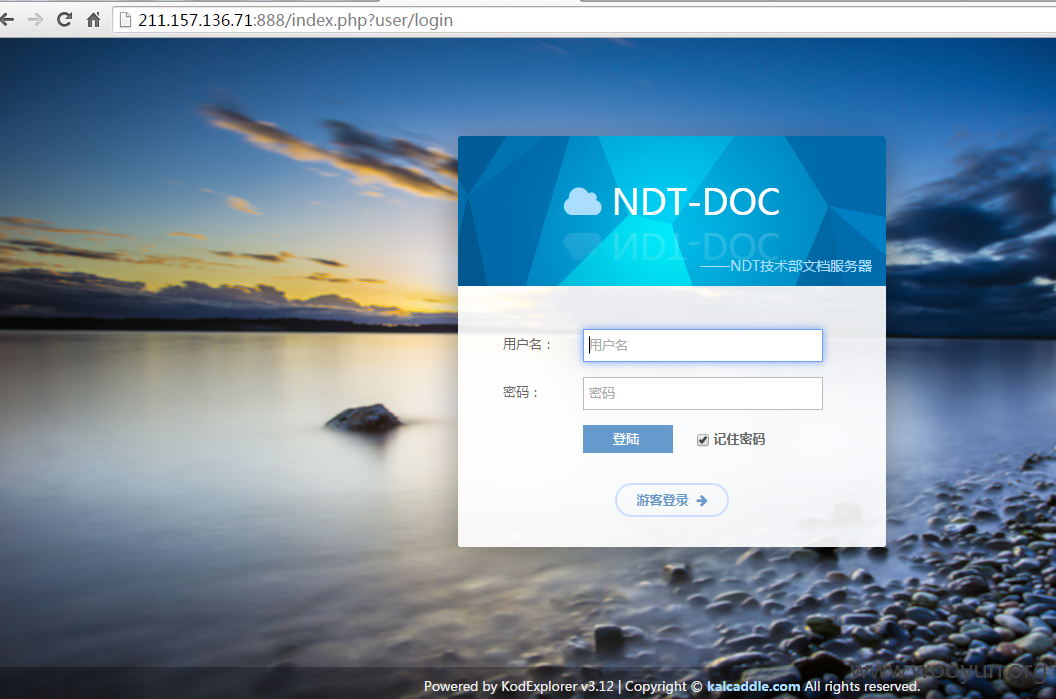 211.157.136.71:888/index.php?user/login
NDT-DOC
——NDT技术部文档服务器
用户名：
用户名
密码：
密码
登陆
记住密码
游客登录
www.wooyun.org
Powered by KodExplorer v3.12 | Copyright © kalcaddle.com All rights reserved.